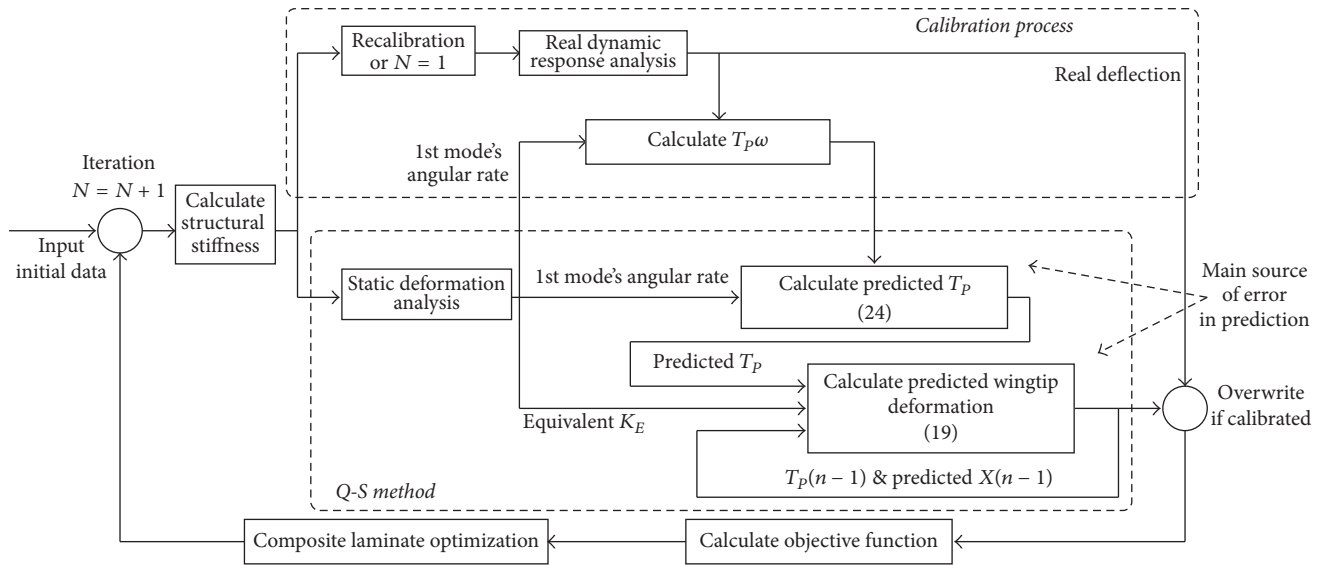 Calibration process
Recalibration
or N = 1
Real dynamic
response analysis
Real deflection
Calculate T_Pω
1st mode's
angular rate
Iteration
N = N + 1
Calculate
structural
stiffness
Input
initial data
Static deformation
analysis
1st mode's angular rate
Calculate predicted T_P
(24)
Main source
of error
in prediction
Predicted T_P
Calculate predicted wingtip
deformation
(19)
Equivalent K_E
Overwrite
if calibrated
T_P(n − 1) & predicted X(n − 1)
Q-S method
Composite laminate optimization
Calculate objective function